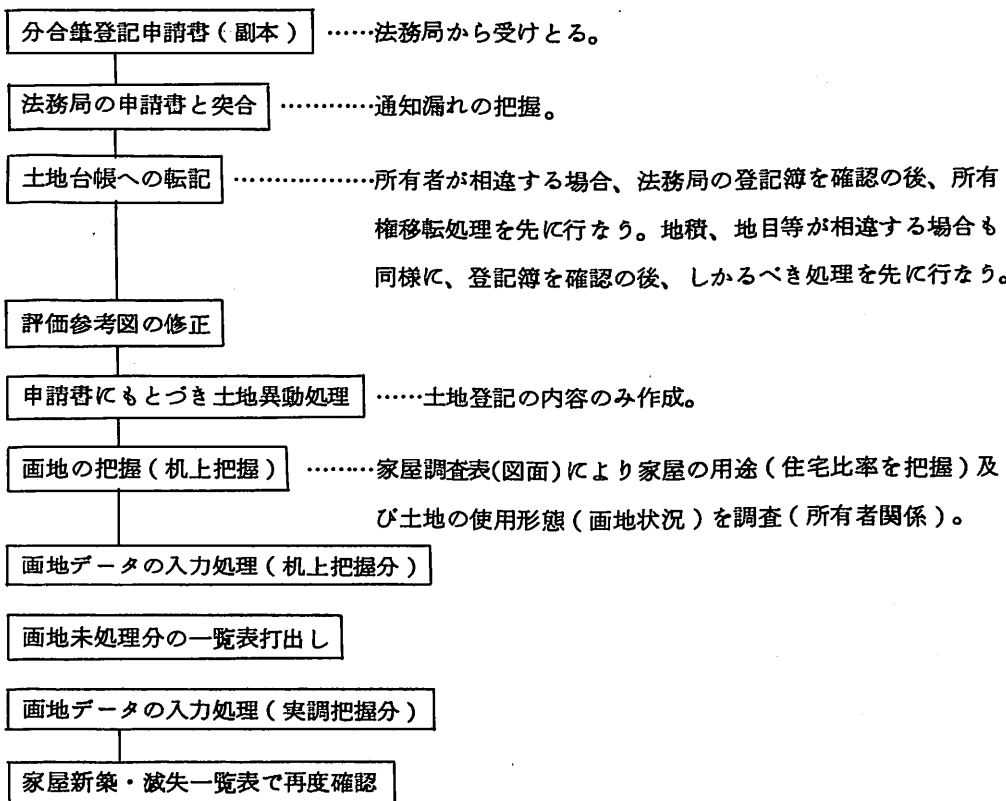 分合筆登記申請書(副本) ……法務局から受けとる。
法務局の申請書と突合 …………通知漏れの把握。
土地台帳への転記 ………………所有者が相違する場合、法務局の登記簿を確認の後、所有
権移転処理を先に行なう。地積、地目等が相違する場合も
同様に、登記簿を確認の後、しかるべき処理を先に行なう。
評価参考図の修正
申請書にもとづき土地異動処理 ……土地登記の内容のみ作成。
画地の把握(机上把握) ………家屋調査表(図面)により家屋の用途(住宅比率を把握)及
び土地の使用形態(画地状況)を調査(所有者関係)。
画地データの入力処理(机上把握分)
画地未処理分の一覧表打出し
画地データの入力処理(実調把握分)
家屋新築・滅失一覧表で再度確認